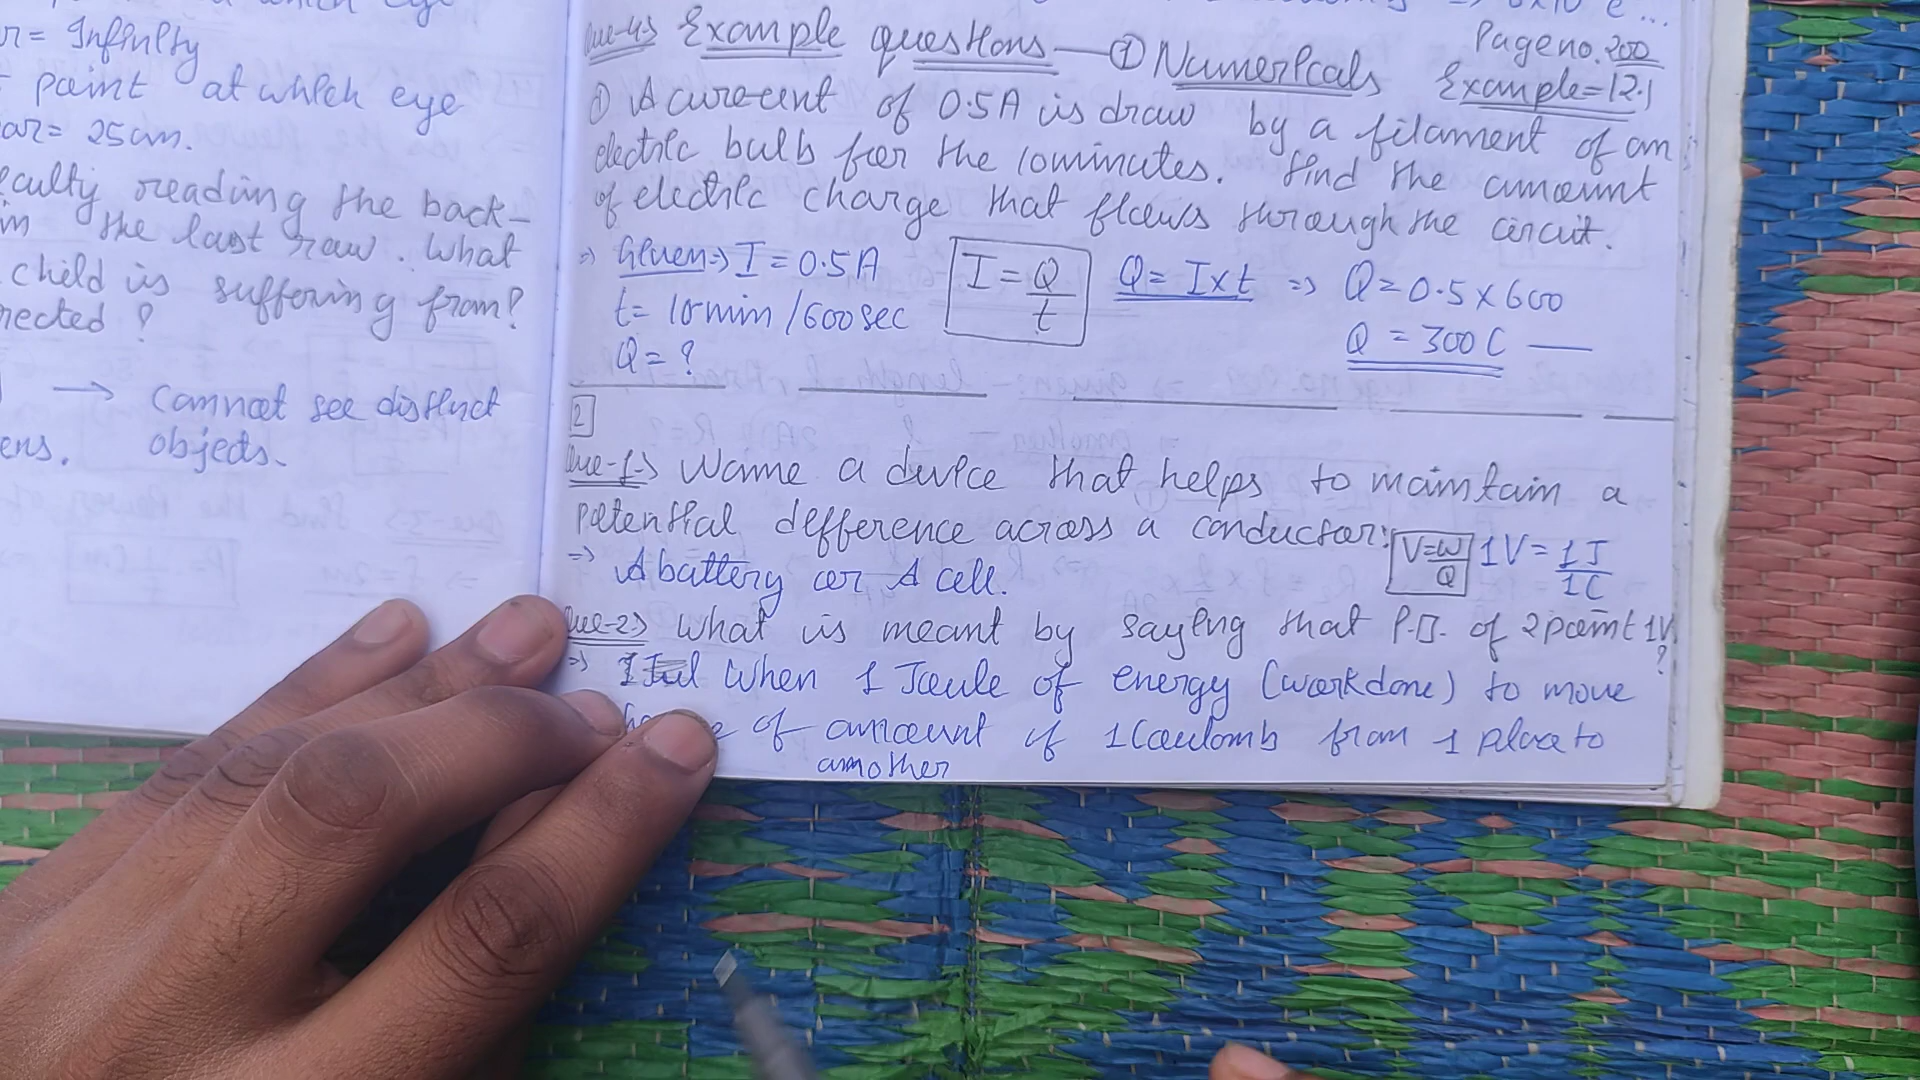 r= Infinity
point at which eye
ar= 25cm.
culty reading the back-
in the last row. What
child is suffering from?
rected ?
→ cannot see distinct
ens. objects.
Que-4→ Example questions — ① Numericals
Page no. 200
Example=12.1
① A current of 0.5A is draw by a filament of an
electric bulb for the 10minutes. find the amount
of electric charge that flows through the circuit.
⇒ Given⇒ I = 0.5A
t= 10min /600sec
Q= ?
I = Q/t
Q= I×t ⇒ Q=0.5×600
Q = 300C —
2
Que-1→ Name a device that helps to maintain a
potential defference across a conductor:
⇒ A battery or A cell.
V=W/Q 1V= 1J/1C
Que-2→ What is meant by saying that P.D. of 2point 1V
?
⇒ When 1 Joule of energy (workdone) to move
of amount of 1Coulomb from 1 place to
another